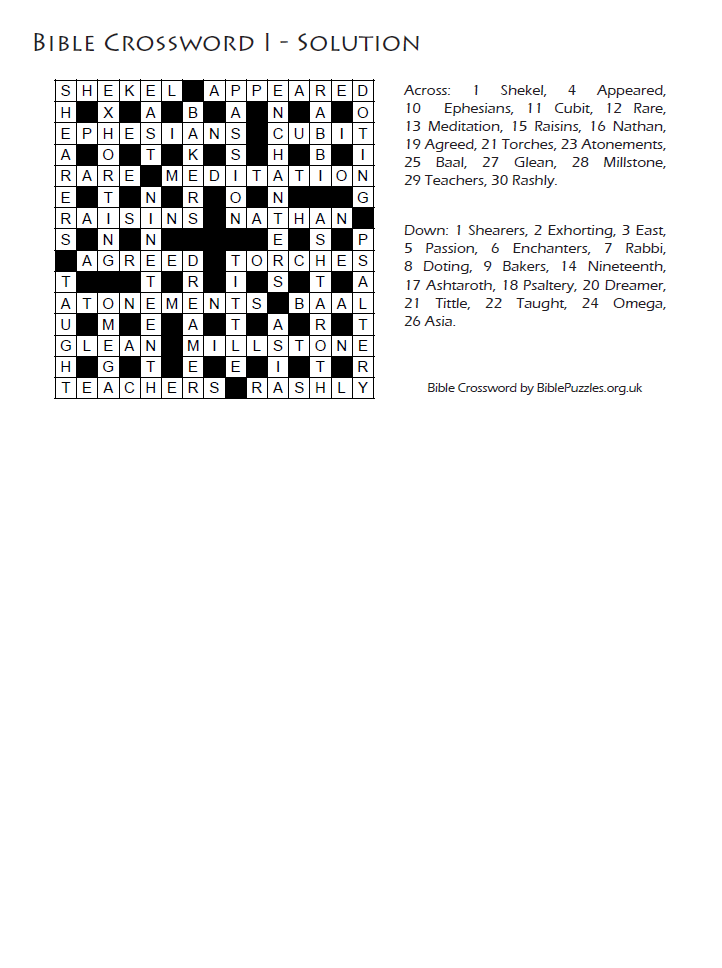 BIBLE CROSSWORD I - SOLUTION
S H E K E L A P P E A R E D
H X A B A N A O
E P H E S I A N S C U B I T
A O T K S H B I
R A R E M E D I T A T I O N
E T N R O N G
R A I S I N S N A T H A N
S N N E S P
A G R E E D T O R C H E S
T T R I S T A
A T O N E M E N T S B A A L
U M E A T A R T
G L E A N M I L L S T O N E
H G T E E I T R
T E A C H E R S R A S H L Y
Across: 1 Shekel, 4 Appeared,
10 Ephesians, 11 Cubit, 12 Rare,
13 Meditation, 15 Raisins, 16 Nathan,
19 Agreed, 21 Torches, 23 Atonements,
25 Baal, 27 Glean, 28 Millstone,
29 Teachers, 30 Rashly.
Down: 1 Shearers, 2 Exhorting, 3 East,
5 Passion, 6 Enchanters, 7 Rabbi,
8 Doting, 9 Bakers, 14 Nineteenth,
17 Ashtaroth, 18 Psaltery, 20 Dreamer,
21 Tittle, 22 Taught, 24 Omega,
26 Asia.
Bible Crossword by BiblePuzzles.org.uk